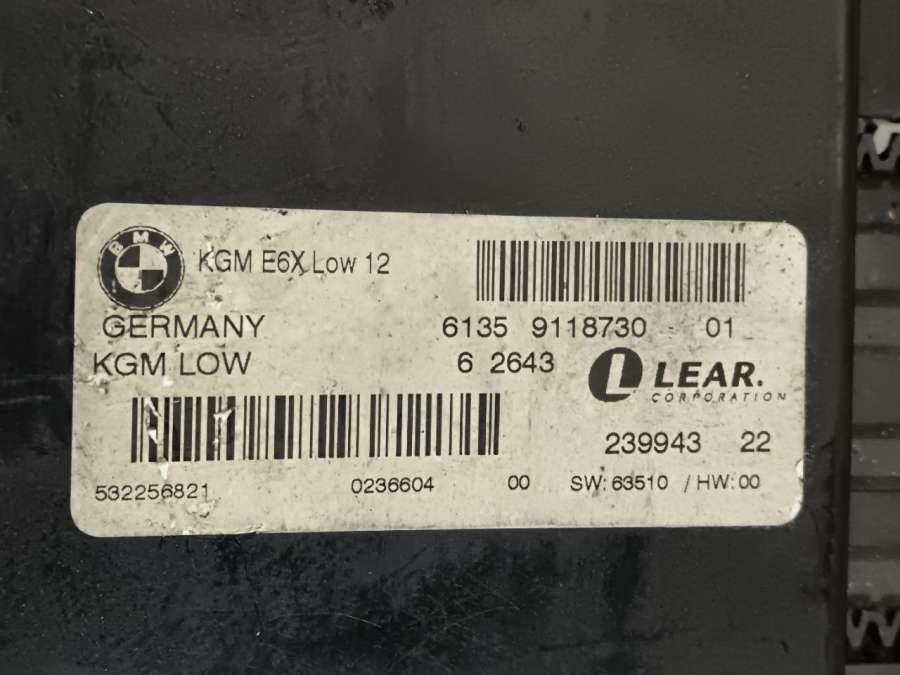 BMW
KGM E6X Low 12
GERMANY 6135 9118730 01
KGM LOW 6 2643
L LEAR.
CORPORATION
239943 22
532256821 0236604 00 SW: 63510 / HW: 00